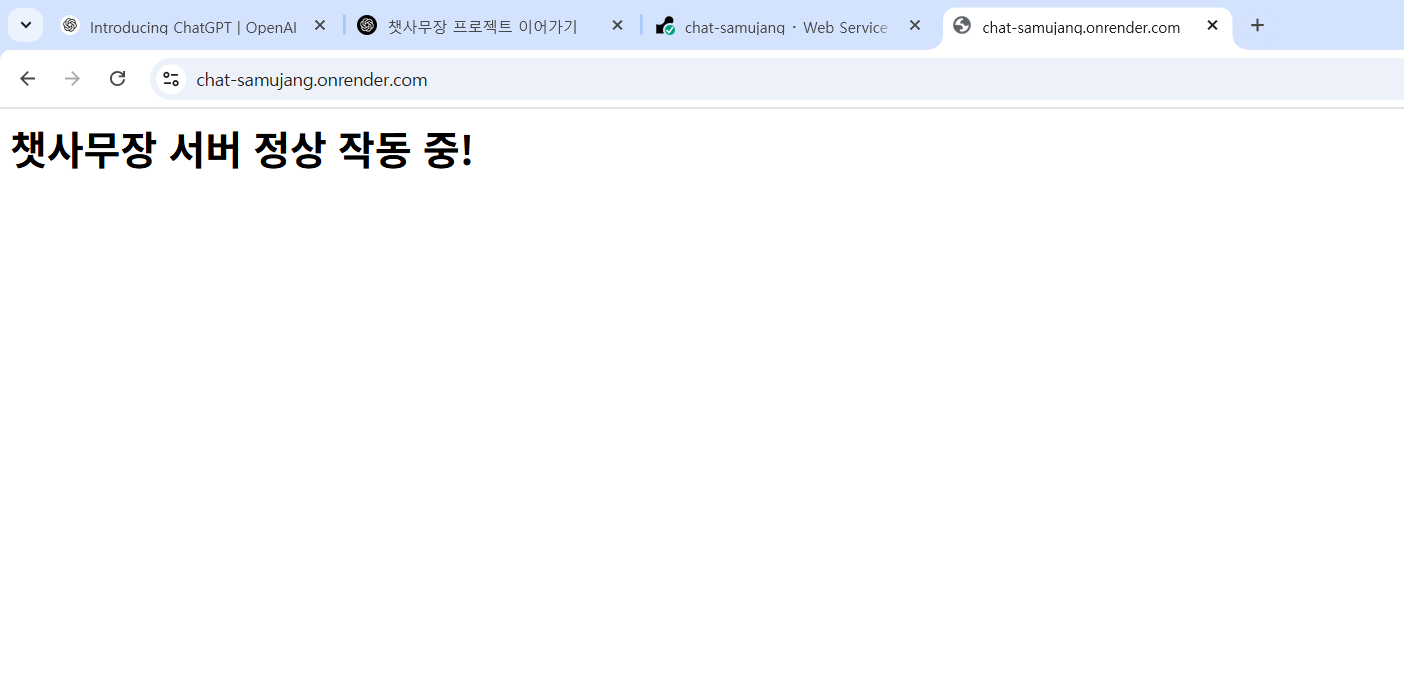 Introducing ChatGPT | OpenAI
챗사무장 프로젝트 이어가기
chat-samujang · Web Service
chat-samujang.onrender.com
chat-samujang.onrender.com
챗사무장 서버 정상 작동 중!